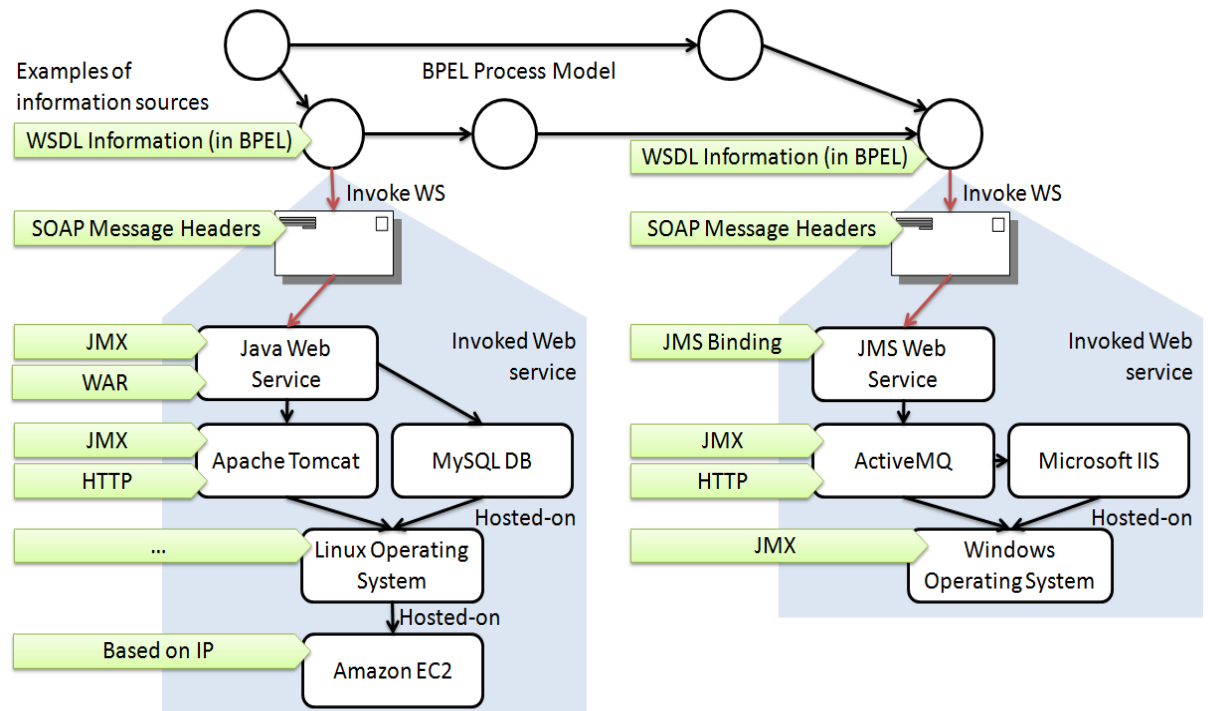 Examples of
information sources
BPEL Process Model
WSDL Information (in BPEL)
WSDL Information (in BPEL)
Invoke WS
Invoke WS
SOAP Message Headers
SOAP Message Headers
JMX
WAR
Java Web
Service
Invoked Web
service
JMX
HTTP
Apache Tomcat
MySQL DB
Hosted-on
...
Linux Operating
System
Hosted-on
Based on IP
Amazon EC2
JMS Binding
JMS Web
Service
Invoked Web
service
JMX
HTTP
ActiveMQ
Microsoft IIS
Hosted-on
JMX
Windows
Operating System